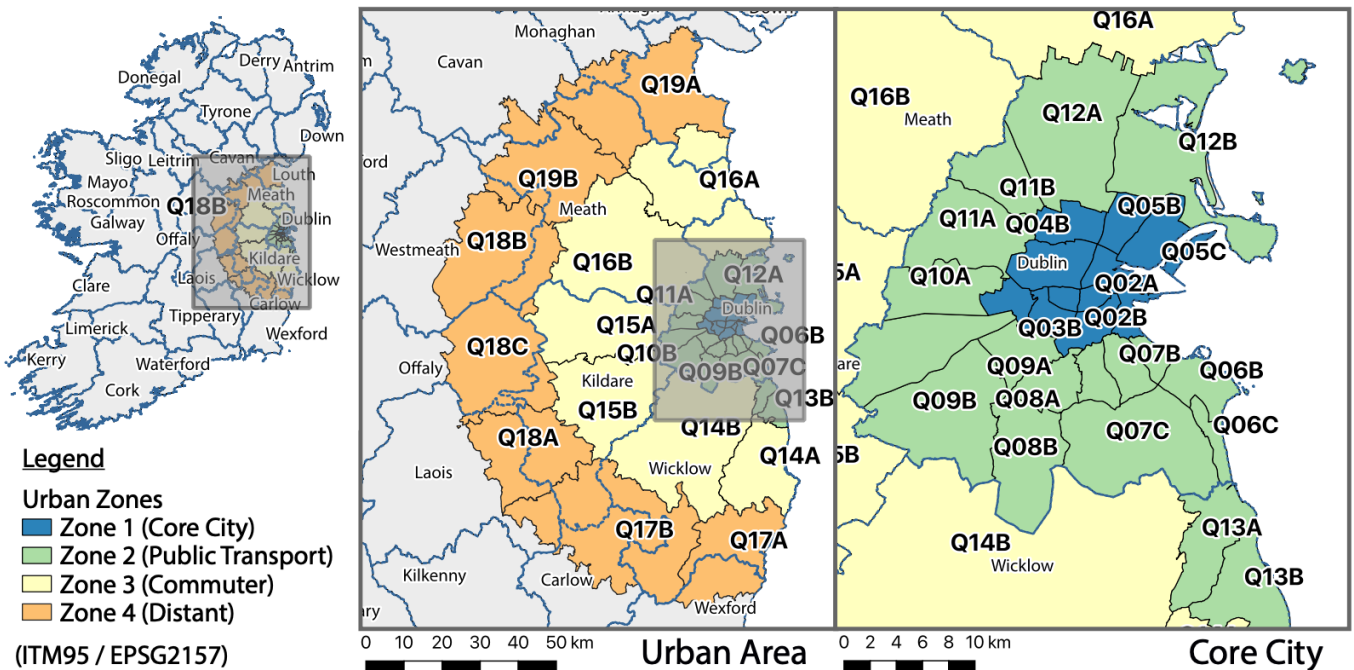 Donegal
Derry
Antrim
Tyrone
Down
Sligo
Leitrim
Cavan
Louth
Mayo
Roscommon
Meath
Q18B
Galway
Dublin
Offaly
Kildare
Laois
Wicklow
Clare
Carlow
Tipperary
Limerick
Wexford
Kerry
Waterford
Cork
Legend
Urban Zones
Zone 1 (Core City)
Zone 2 (Public Transport)
Zone 3 (Commuter)
Zone 4 (Distant)
(ITM95 / EPSG2157)
Monaghan
m
Cavan
Q19A
ord
Q19B
Q16A
Meath
Westmeath
Q18B
Q16B
Q12A
Q11A
Dublin
Q15A
Q06B
Q18C
Q10B
Offaly
Kildare
Q09B
Q07C
Q15B
Q13B
Q18A
Q14B
Q14A
Laois
Wicklow
Q17B
Q17A
Kilkenny
Carlow
ry
Wexford
0 10 20 30 40 50 km
Urban Area
Q16A
Q16B
Meath
Q12A
Q12B
Q11B
Q05B
Q11A
Q04B
Q05C
5A
Q10A
Dublin
Q02A
Q02B
Q03B
are
Q09A
Q07B
Q06B
Q09B
Q08A
Q06C
5B
Q08B
Q07C
Q13A
Q14B
Wicklow
Q13B
0 2 4 6 8 10 km
Core City